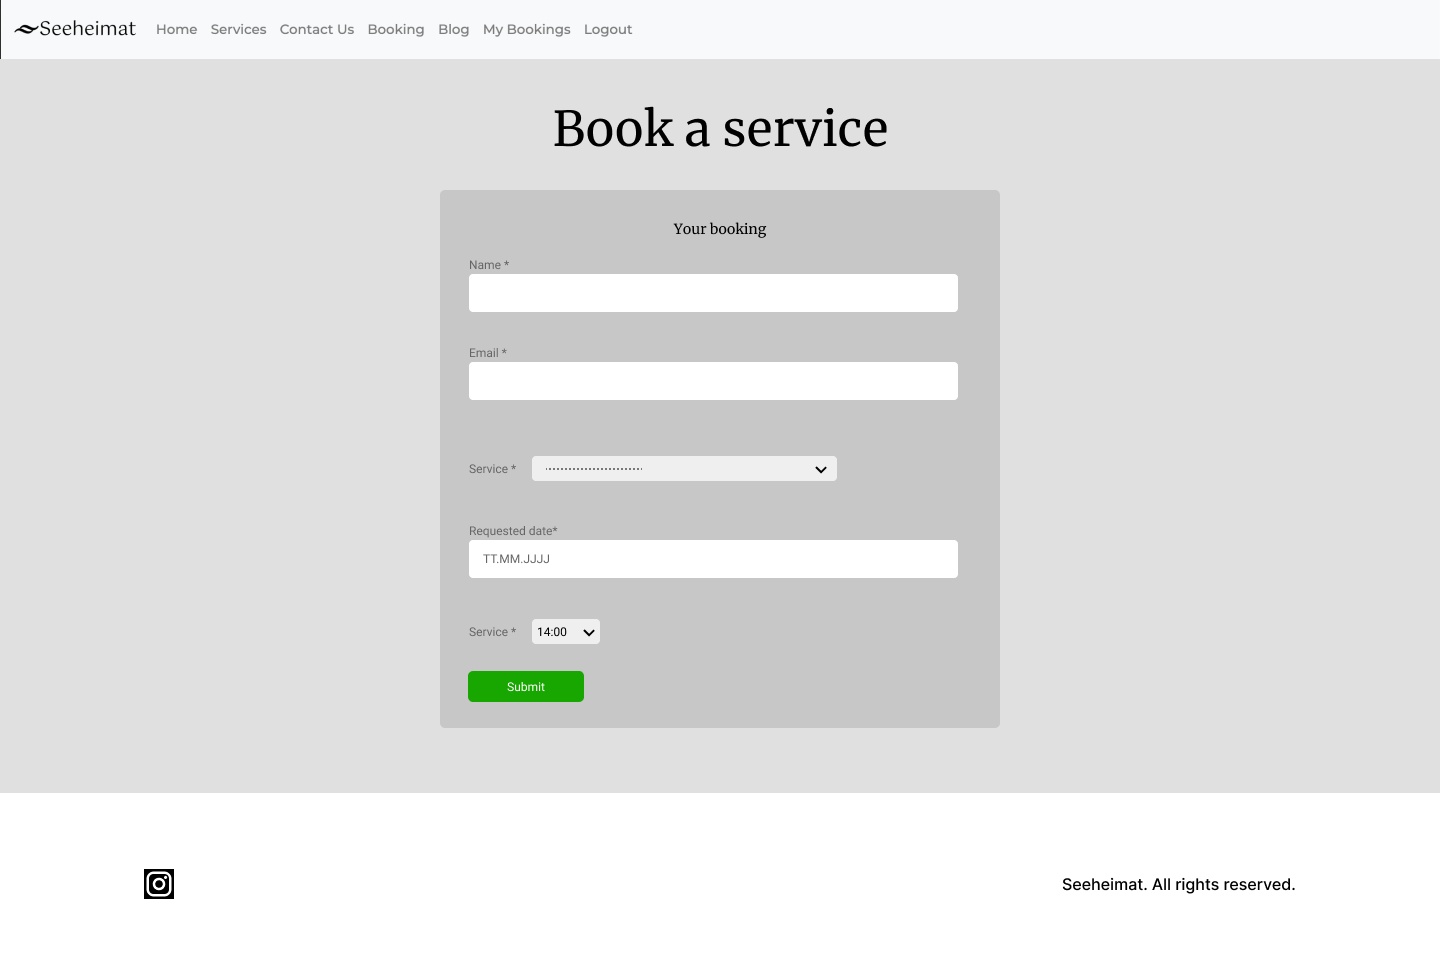 Seeheimat Home Services Contact Us Booking Blog My Bookings Logout
Book a service
Your booking
Name *
Email *
Service *
Requested date*
TT.MM.JJJJ
Service * 14:00
Submit
Seeheimat. All rights reserved.